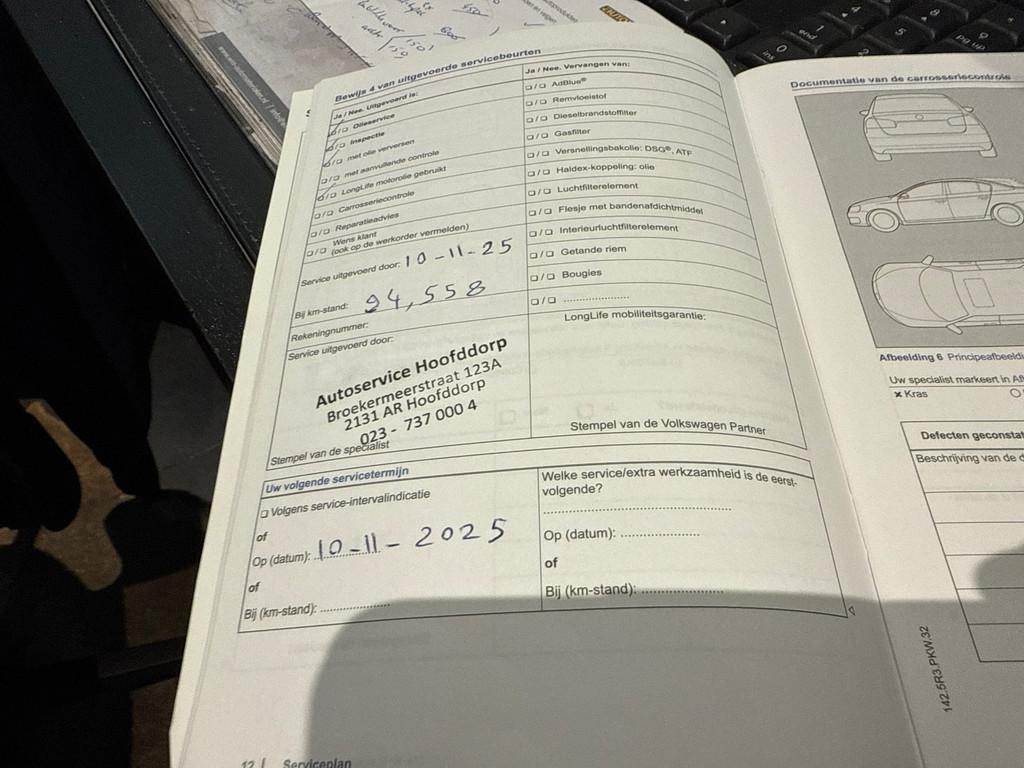 Bewijs 4 van uitgevoerde servicebeurten
Ja / Nee. Uitgevoerd is:
❑/❑ Olieservice
❑/❑ Inspectie
❑/❑ met olie verversen
❑/❑ met aanvullende controle
❑/❑ LongLife motorolie gebruikt
❑/❑ Carrosseriecontrole
❑/❑ Reparatieadvies
❑/❑ Wens klant
(ook op de werkorder vermelden)
Service uitgevoerd door: 10-11-25
Bij km-stand: 94,558
Rekeningnummer:
Service uitgevoerd door:
Autoservice Hoofddorp
Broekermeerstraat 123A
2131 AR Hoofddorp
023 - 737 000 4
Stempel van de specialist
Ja / Nee. Vervangen van:
❑/❑ AdBlue®
❑/❑ Remvloeistof
❑/❑ Dieselbrandstoffilter
❑/❑ Gasfilter
❑/❑ Versnellingsbakolie: DSG®, ATF
❑/❑ Haldex-koppeling: olie
❑/❑ Luchtfilterelement
❑/❑ Flesje met bandenafdichtmiddel
❑/❑ Interieurluchtfilterelement
❑/❑ Getande riem
❑/❑ Bougies
❑/❑ ....................
LongLife mobiliteitsgarantie:
Stempel van de Volkswagen Partner
Uw volgende servicetermijn
❑ Volgens service-intervalindicatie
of
Op (datum): 10-11-2025
of
Bij (km-stand): ....................
Welke service/extra werkzaamheid is de eerst-
volgende?
Op (datum): ....................
of
Bij (km-stand): ....................
12 | Serviceplan
Documentatie van de carrosseriecontrole
Afbeelding 6 Principeafbeeldi
Uw specialist markeert in Af
× Kras
Defecten geconstat
Beschrijving van de d
142.5R3.PKW.32